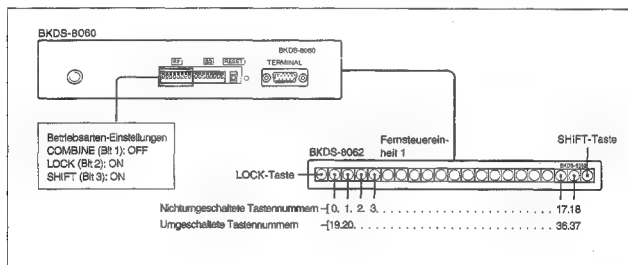 BKDS-8060
BKDS-8060
RESET
TERMINAL
Betriebsarten-Einstellungen
COMBINE (Bit 1): OFF
LOCK (Bit 2): ON
SHIFT (Bit 3): ON
Fernsteuerein-
heit 1
SHIFT-Taste
BKDS-8062
LOCK-Taste
Nichtumgeschaltete Tastennummern –[ 0. 1. 2. 3. . . . . . . . . . . . . . . . . . . . . . . . . . . . 17.18
Umgeschaltete Tastennummern –[19.20. . . . . . . . . . . . . . . . . . . . . . . . . . . . . . 36.37